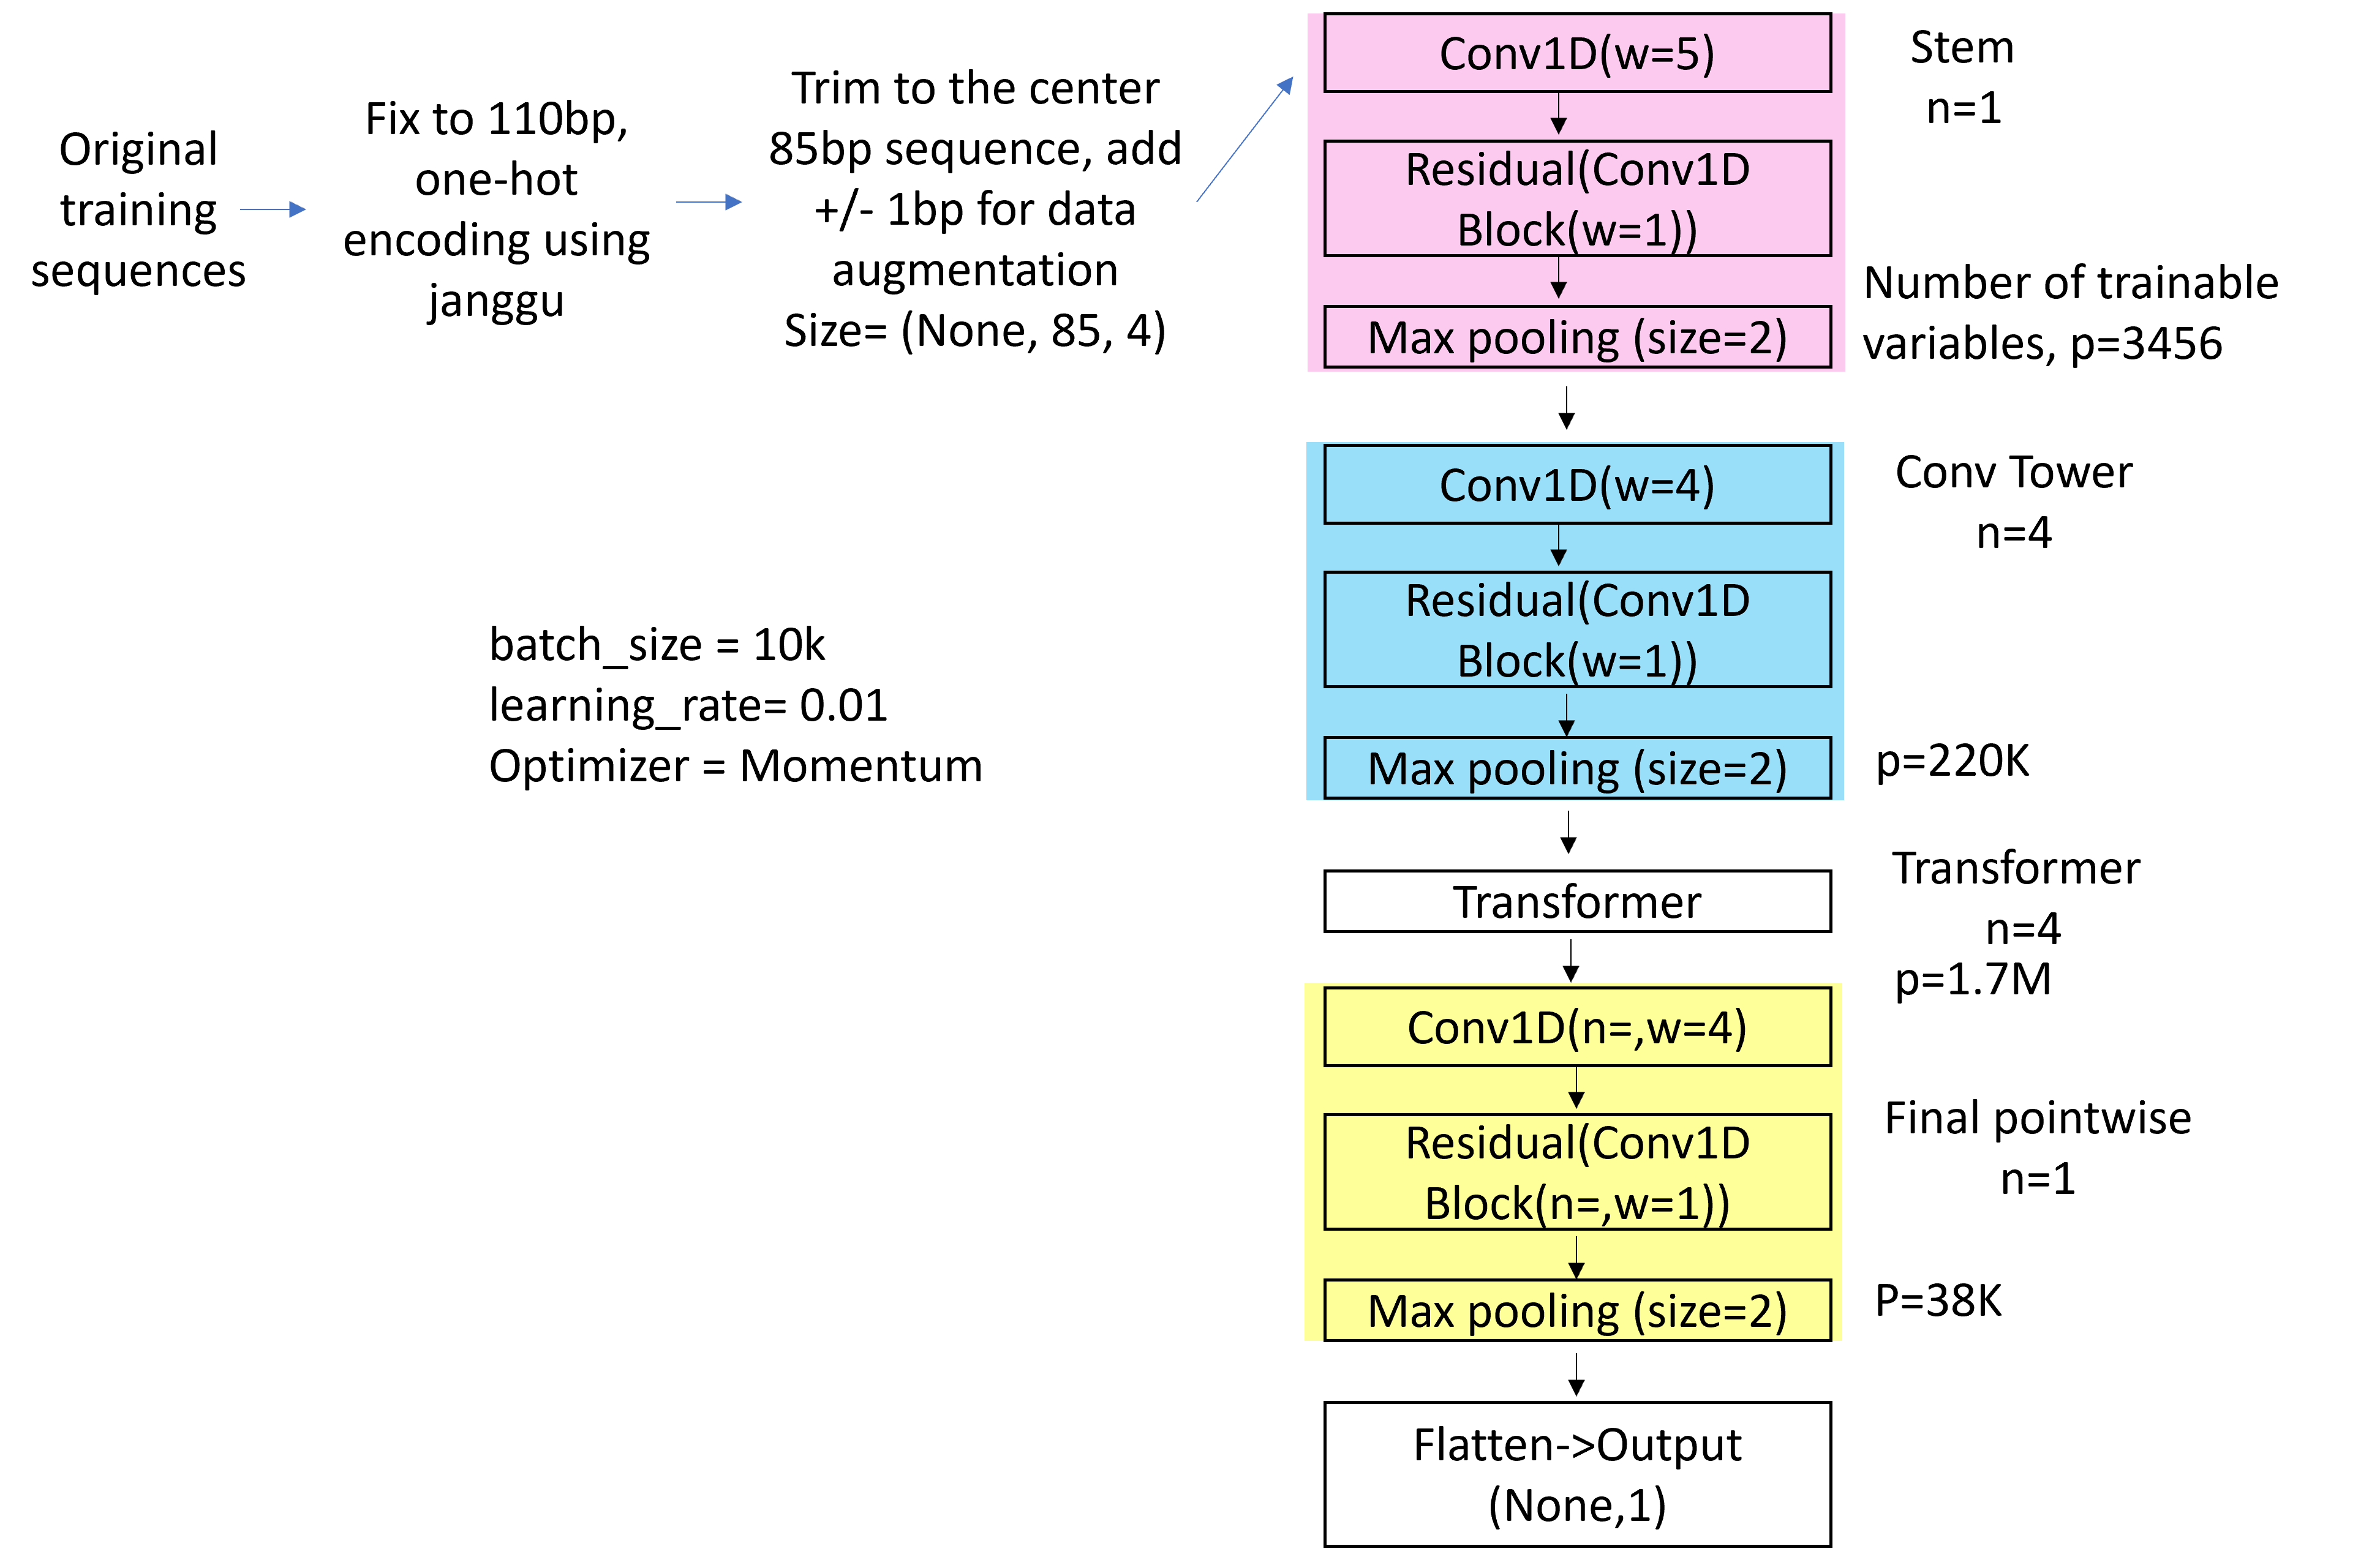 Original
training
sequences
Fix to 110bp,
one-hot
encoding using
janggu
Trim to the center
85bp sequence, add
+/- 1bp for data
augmentation
Size= (None, 85, 4)
Conv1D(w=5)
Residual(Conv1D
Block(w=1))
Max pooling (size=2)
Stem
n=1
Number of trainable
variables, p=3456
Conv1D(w=4)
Residual(Conv1D
Block(w=1))
Max pooling (size=2)
Conv Tower
n=4
p=220K
batch_size = 10k
learning_rate= 0.01
Optimizer = Momentum
Transformer
Transformer
n=4
p=1.7M
Conv1D(n=,w=4)
Residual(Conv1D
Block(n=,w=1))
Max pooling (size=2)
Final pointwise
n=1
P=38K
Flatten->Output
(None,1)